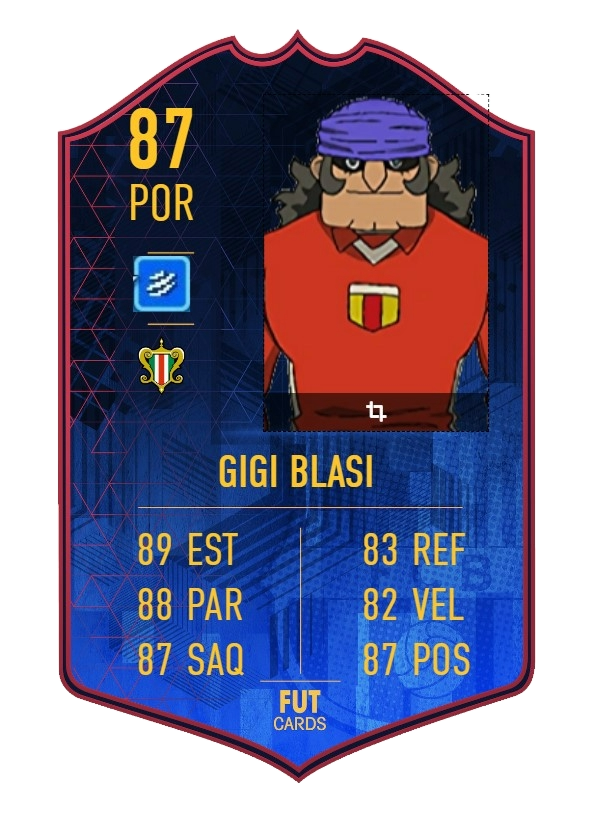 87
POR
GIGI BLASI
89 EST
83 REF
88 PAR
82 VEL
87 SAQ
87 POS
FUT
CARDS